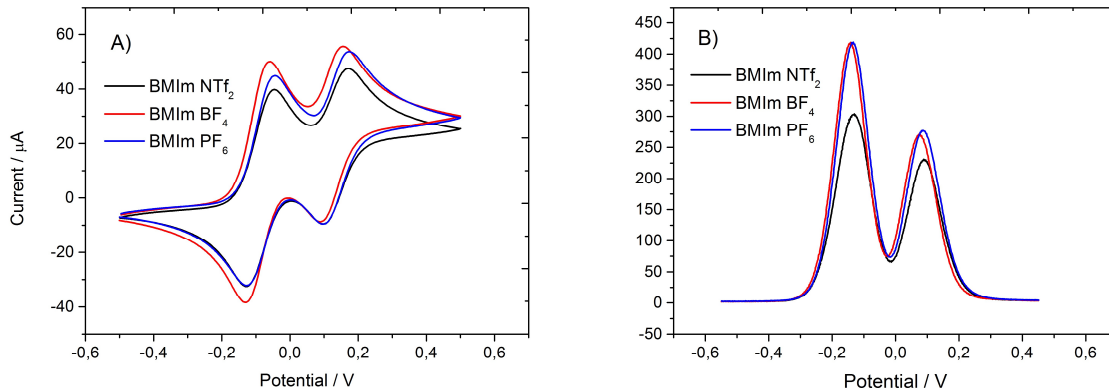 A)
BMIm NTf₂
BMIm BF₄
BMIm PF₆
60
40
20
0
-20
-40
Current / µA
-0,6 -0,4 -0,2 0,0 0,2 0,4 0,6
Potential / V
B)
BMIm NTf₂
BMIm BF₄
BMIm PF₆
450
400
350
300
250
200
150
100
50
0
50
-0,6 -0,4 -0,2 0,0 0,2 0,4 0,6
Potential / V